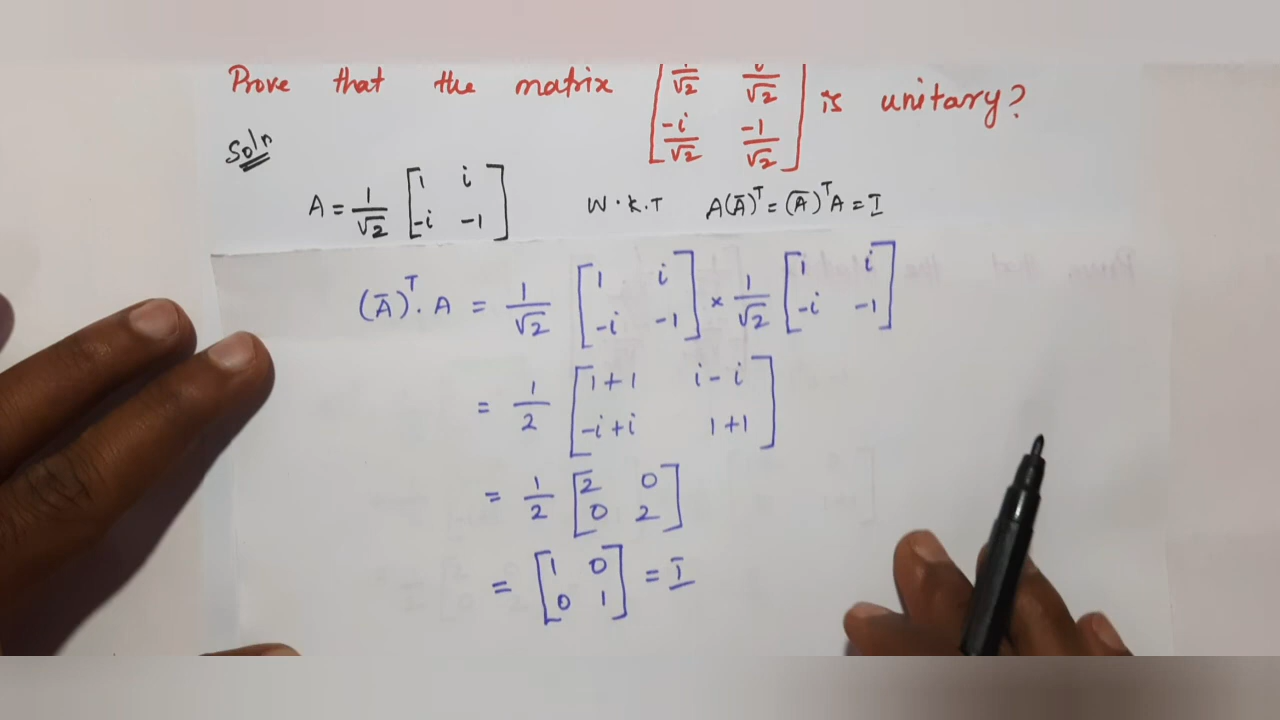 Prove that the matrix [1/√2 i/√2; -i/√2 -1/√2] is unitary?
Soln
A = 1/√2 [1 i; -i -1] W.K.T A(Ā)ᵀ = (Ā)ᵀA = I
(Ā)ᵀ. A = 1/√2 [1 i; -i -1] × 1/√2 [1 i; -i -1]
= 1/2 [1+1 i-i; -i+i 1+1]
= 1/2 [2 0; 0 2]
= [1 0; 0 1] = I